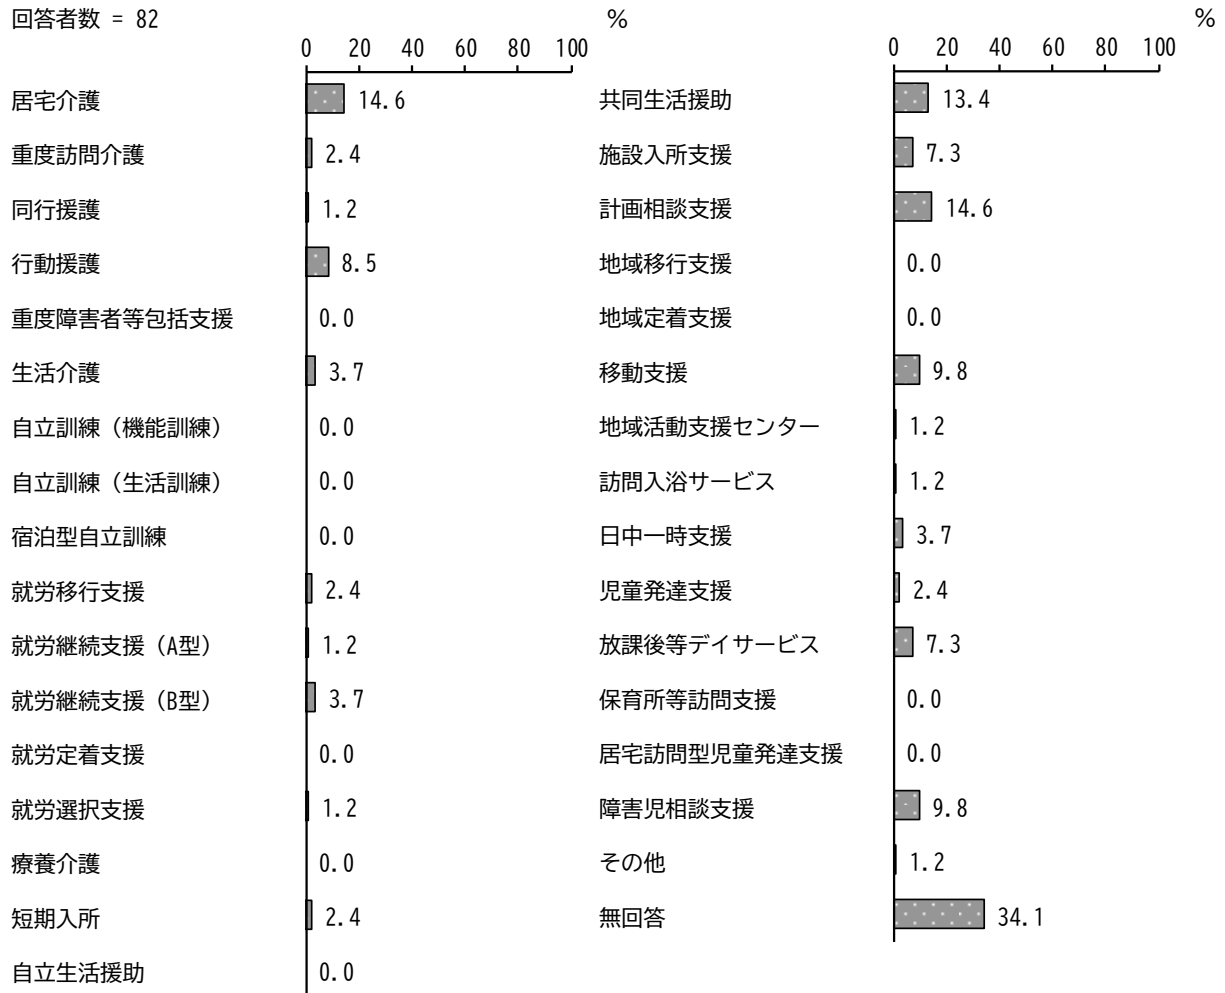 回答者数 = 82
%
0 20 40 60 80 100
居宅介護 14.6
重度訪問介護 2.4
同行援護 1.2
行動援護 8.5
重度障害者等包括支援 0.0
生活介護 3.7
自立訓練（機能訓練） 0.0
自立訓練（生活訓練） 0.0
宿泊型自立訓練 0.0
就労移行支援 2.4
就労継続支援（A型） 1.2
就労継続支援（B型） 3.7
就労定着支援 0.0
就労選択支援 1.2
療養介護 0.0
短期入所 2.4
自立生活援助 0.0
%
0 20 40 60 80 100
共同生活援助 13.4
施設入所支援 7.3
計画相談支援 14.6
地域移行支援 0.0
地域定着支援 0.0
移動支援 9.8
地域活動支援センター 1.2
訪問入浴サービス 1.2
日中一時支援 3.7
児童発達支援 2.4
放課後等デイサービス 7.3
保育所等訪問支援 0.0
居宅訪問型児童発達支援 0.0
障害児相談支援 9.8
その他 1.2
無回答 34.1